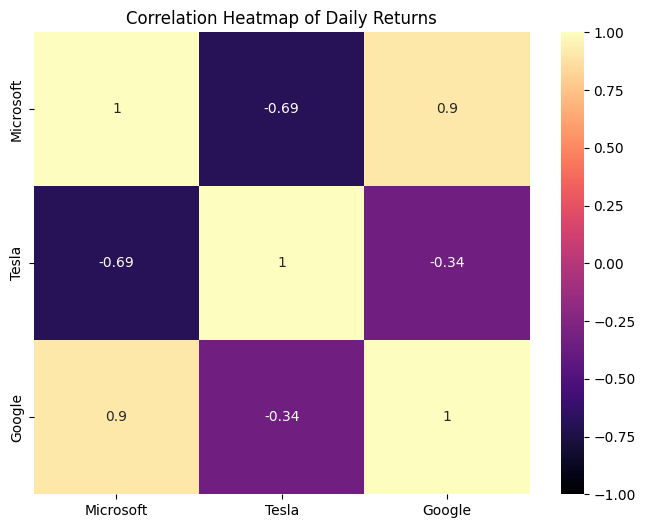 Correlation Heatmap of Daily Returns
Microsoft
1
-0.69
0.9
Tesla
-0.69
1
-0.34
Google
0.9
-0.34
1
Microsoft
Tesla
Google
1.00
0.75
0.50
0.25
0.00
−0.25
−0.50
−0.75
−1.00